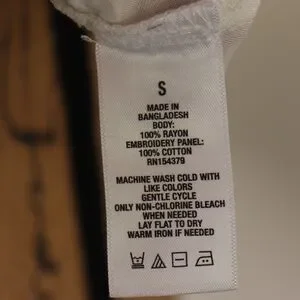 S
MADE IN
BANGLADESH
BODY:
100% RAYON
EMBROIDERY PANEL:
100% COTTON
RN154379
MACHINE WASH COLD WITH
LIKE COLORS
GENTLE CYCLE
ONLY NON-CHLORINE BLEACH
WHEN NEEDED
LAY FLAT TO DRY
WARM IRON IF NEEDED